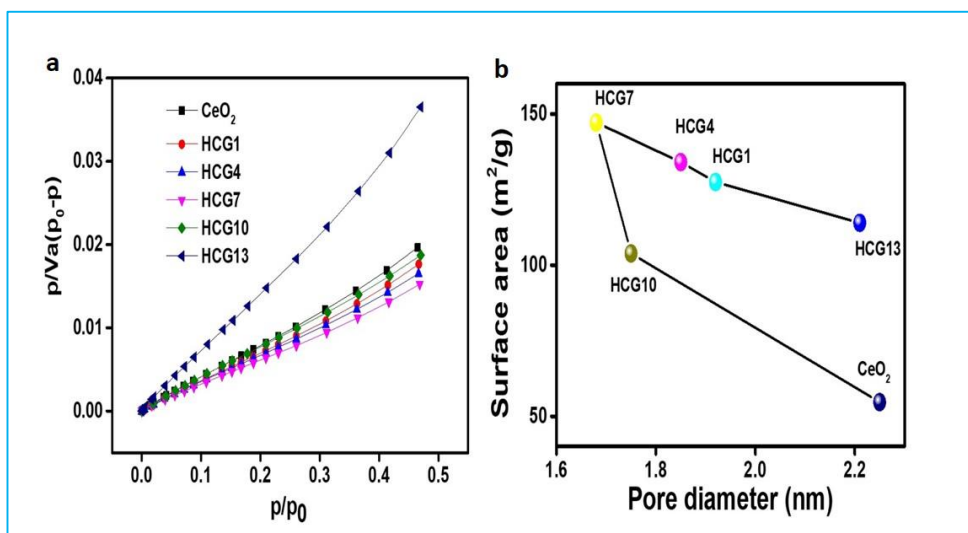 a
p/Va(p₀-p)
0.04
0.03
0.02
0.01
0.00
CeO₂
HCG1
HCG4
HCG7
HCG10
HCG13
0.0 0.1 0.2 0.3 0.4 0.5
p/p₀
b
Surface area (m²/g)
150
100
50
HCG7
HCG4
HCG1
HCG13
HCG10
CeO₂
1.6 1.8 2.0 2.2
Pore diameter (nm)